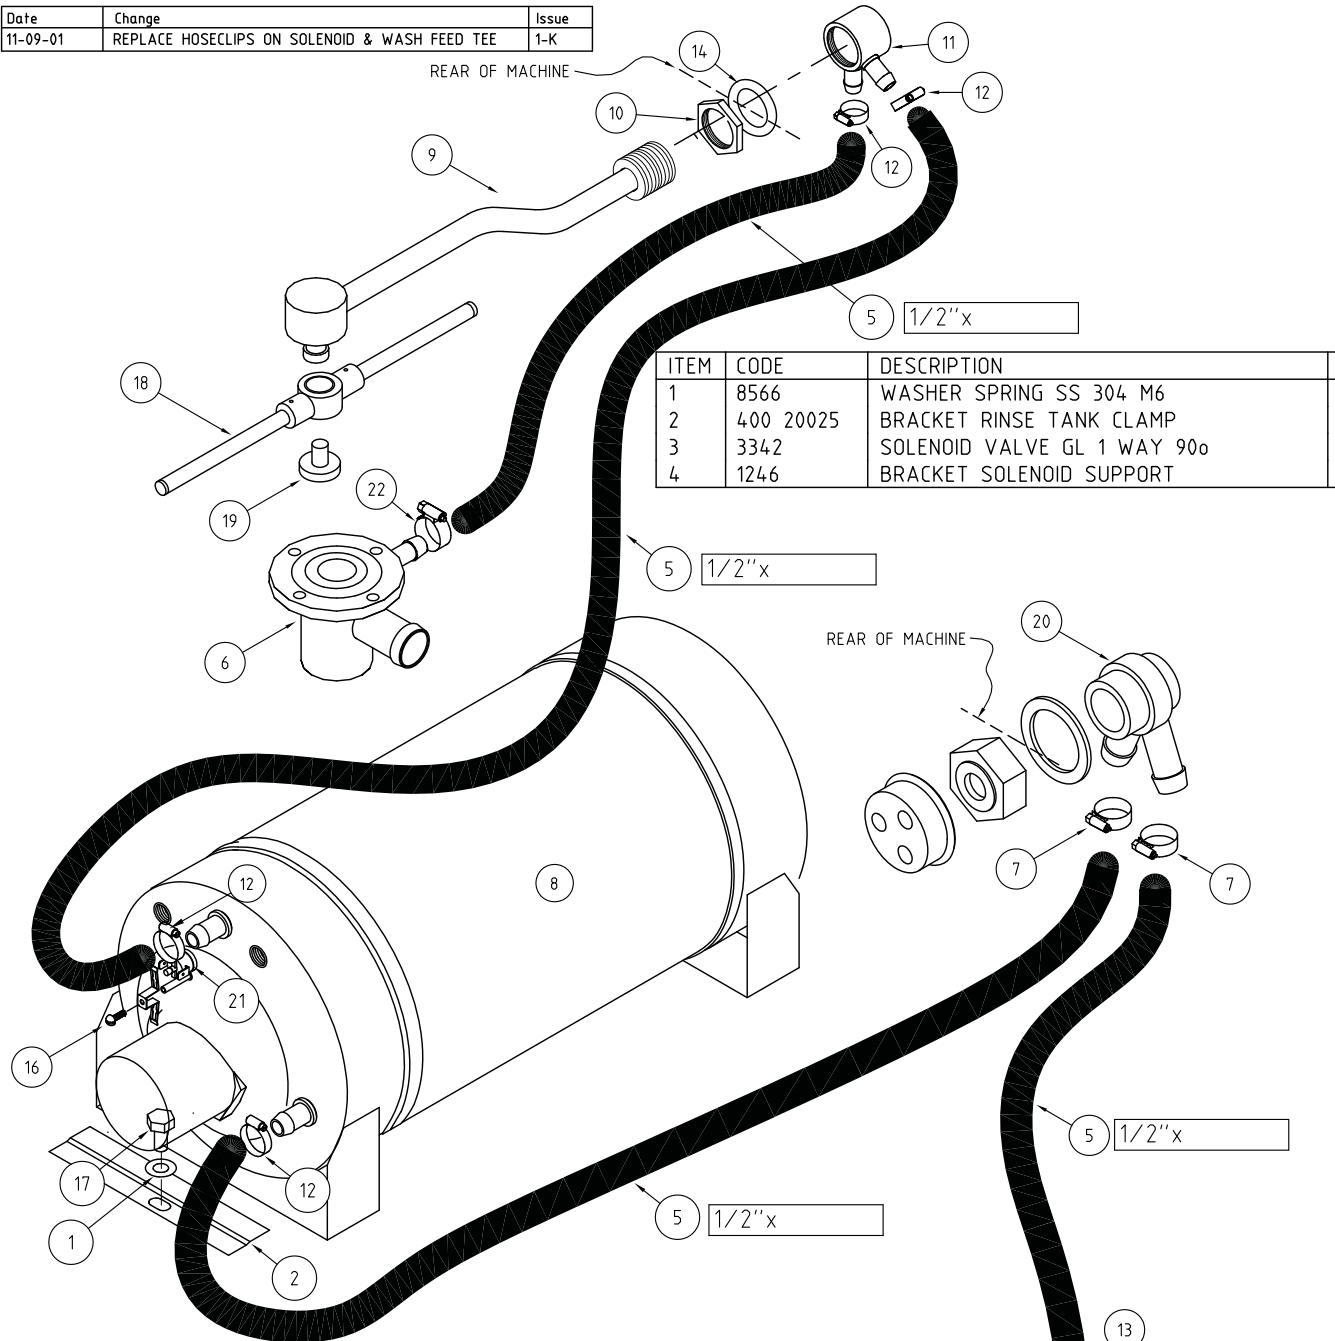 Date Change Issue
11-09-01 REPLACE HOSECLIPS ON SOLENOID & WASH FEED TEE 1-K
REAR OF MACHINE
14
11
12
10
12
9
5 1/2''x
18
ITEM CODE DESCRIPTION
1 8566 WASHER SPRING SS 304 M6
2 400 20025 BRACKET RINSE TANK CLAMP
3 3342 SOLENOID VALVE GL 1 WAY 90o
4 1246 BRACKET SOLENOID SUPPORT
22
19
5 1/2''x
20
REAR OF MACHINE
6
7
7
8
12
21
16
5 1/2''x
17
12
5 1/2''x
1
2
13